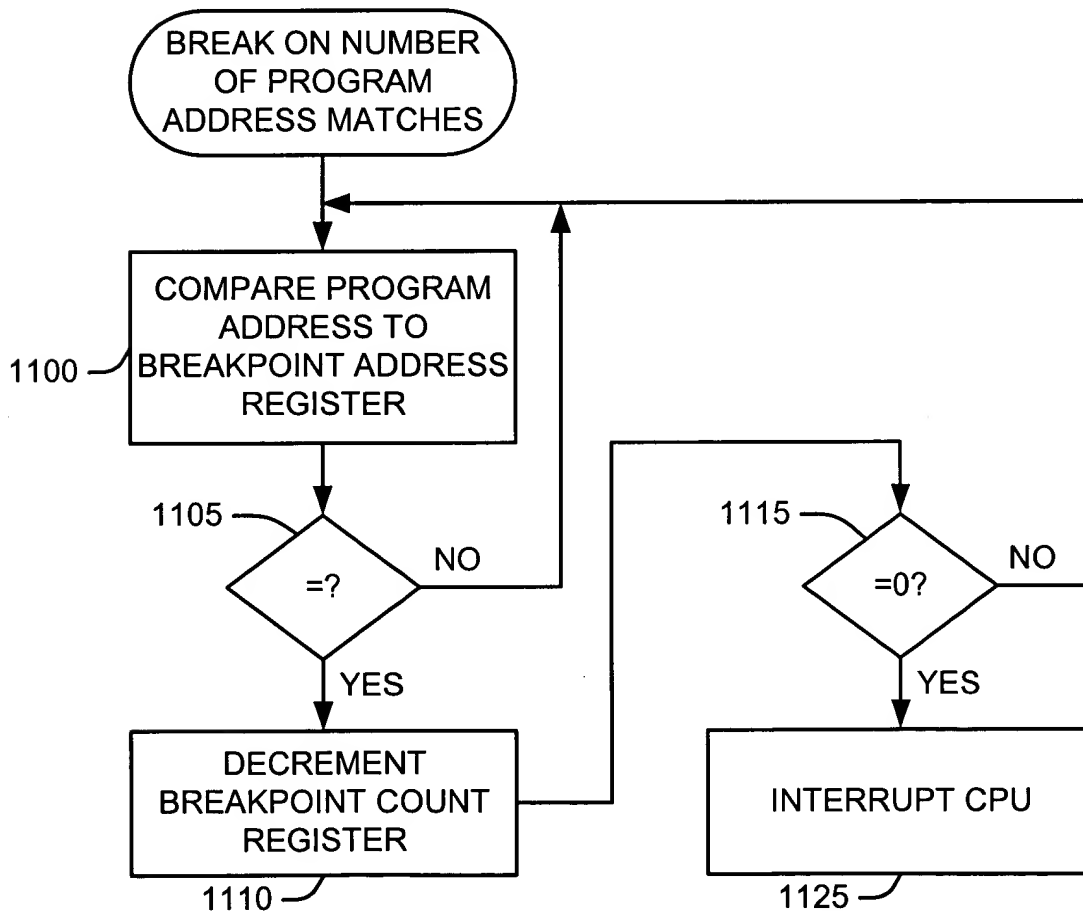 BREAK ON NUMBER
OF PROGRAM
ADDRESS MATCHES
COMPARE PROGRAM
ADDRESS TO
BREAKPOINT ADDRESS
REGISTER
1100
1105
=?
NO
YES
DECREMENT
BREAKPOINT COUNT
REGISTER
1110
1115
=0?
NO
YES
INTERRUPT CPU
1125